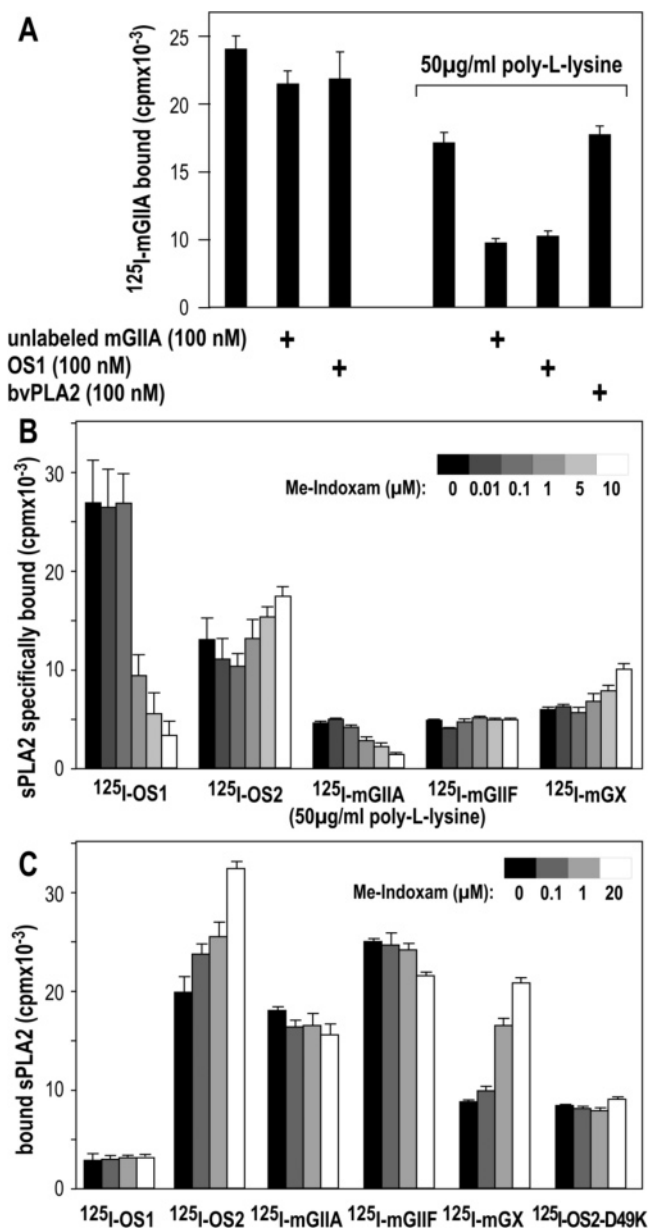 A
125I-mGIIA bound (cpmx10-3)
25
20
15
10
0
50µg/ml poly-L-lysine
unlabeled mGIIA (100 nM) + +
OS1 (100 nM) + +
bvPLA2 (100 nM) +
B
sPLA2 specifically bound (cpmx10-3)
30
20
10
0
Me-Indoxam (µM): 0 0.01 0.1 1 5 10
125I-OS1 125I-OS2 125I-mGIIA 125I-mGIIF 125I-mGX
(50µg/ml poly-L-lysine)
C
bound sPLA2 (cpmx10-3)
30
20
10
0
Me-Indoxam (µM): 0 0.1 1 20
125I-OS1 125I-OS2 125I-mGIIA 125I-mGIIF 125I-mGX 125I-OS2-D49K